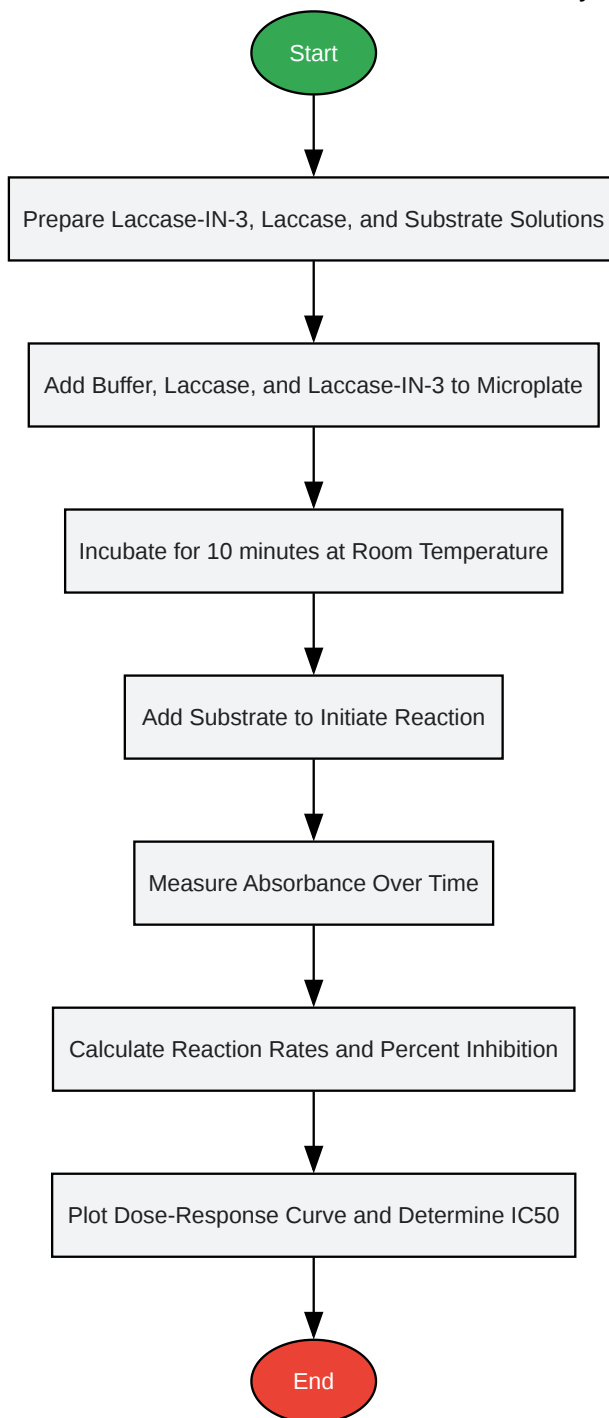 Start
Prepare Laccase-IN-3, Laccase, and Substrate Solutions
Add Buffer, Laccase, and Laccase-IN-3 to Microplate
Incubate for 10 minutes at Room Temperature
Add Substrate to Initiate Reaction
Measure Absorbance Over Time
Calculate Reaction Rates and Percent Inhibition
Plot Dose-Response Curve and Determine IC50
End